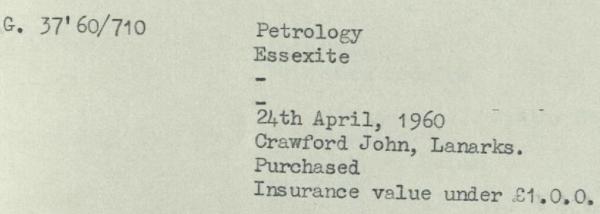 G. 37'60/710 Petrology
Essexite
-
-
24th April, 1960
Crawford John, Lanarks.
Purchased
Insurance value under £1.0.0.